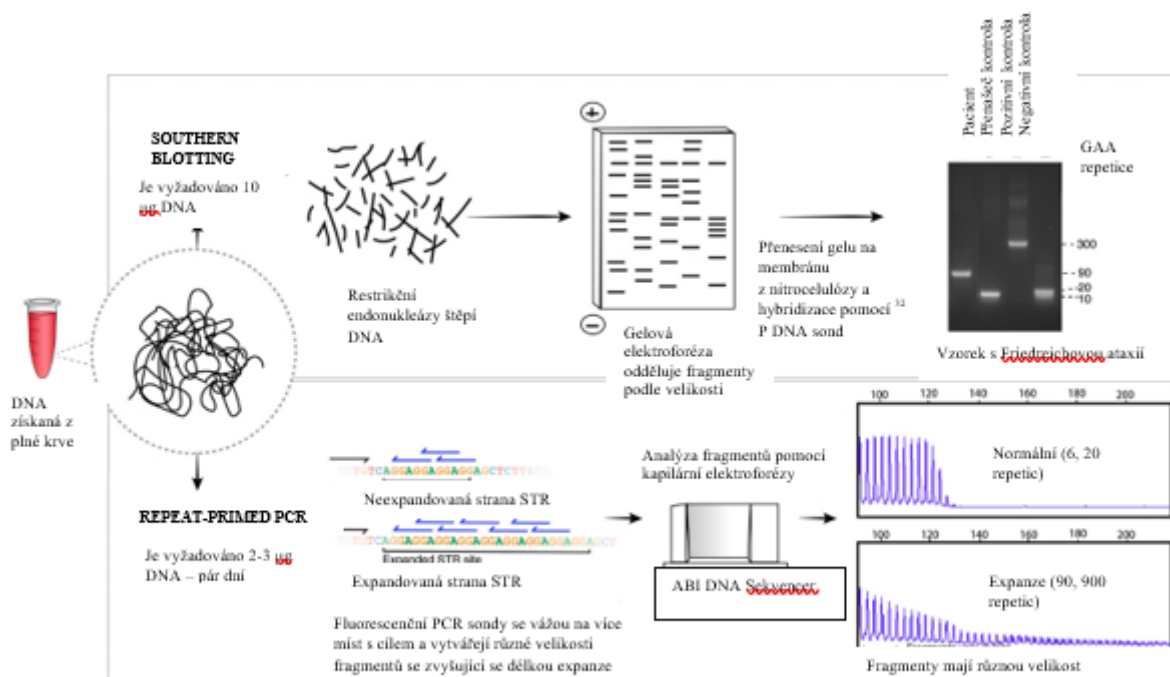 SOUTHERN
BLOTTING
Je vyžadováno 10
µg DNA
DNA
získaná z
plné krve
Restrikční
endonukleázy štěpí
DNA
+
−
Gelová
elektroforéza
odděluje fragmenty
podle velikosti
Přenesení gelu na
membránu
z nitrocelulózy a
hybridizace pomocí 32
P DNA sond
Pacient
Přenašeč kontrola
Pozitivní kontrola
Negativní kontrola
GAA
repetice
300
90
20
10
Vzorek s Friedreichovou ataxií
REPEAT-PRIMED PCR
Je vyžadováno 2-3 µg
DNA – pár dní
CTGTCAGGAGGAGGAGGAGCTCTTA
Neexpandovaná strana STR
TCTGTCAGGAGGAGGAGGAGGAGGAGGAGGAGGAGCT
Expanded STR site
Expandovaná strana STR
Fluorescenční PCR sondy se vážou na více
míst s cílem a vytvářejí různé velikosti
fragmentů se zvyšující se délkou expanze
Analýza fragmentů pomocí
kapilární elektroforézy
ABI DNA Sekvencer
100 120 140 160 180 200
Normální (6, 20
repetic)
100 120 140 160 180 200
Expanze (90, 900
repetic)
Fragmenty mají různou velikost